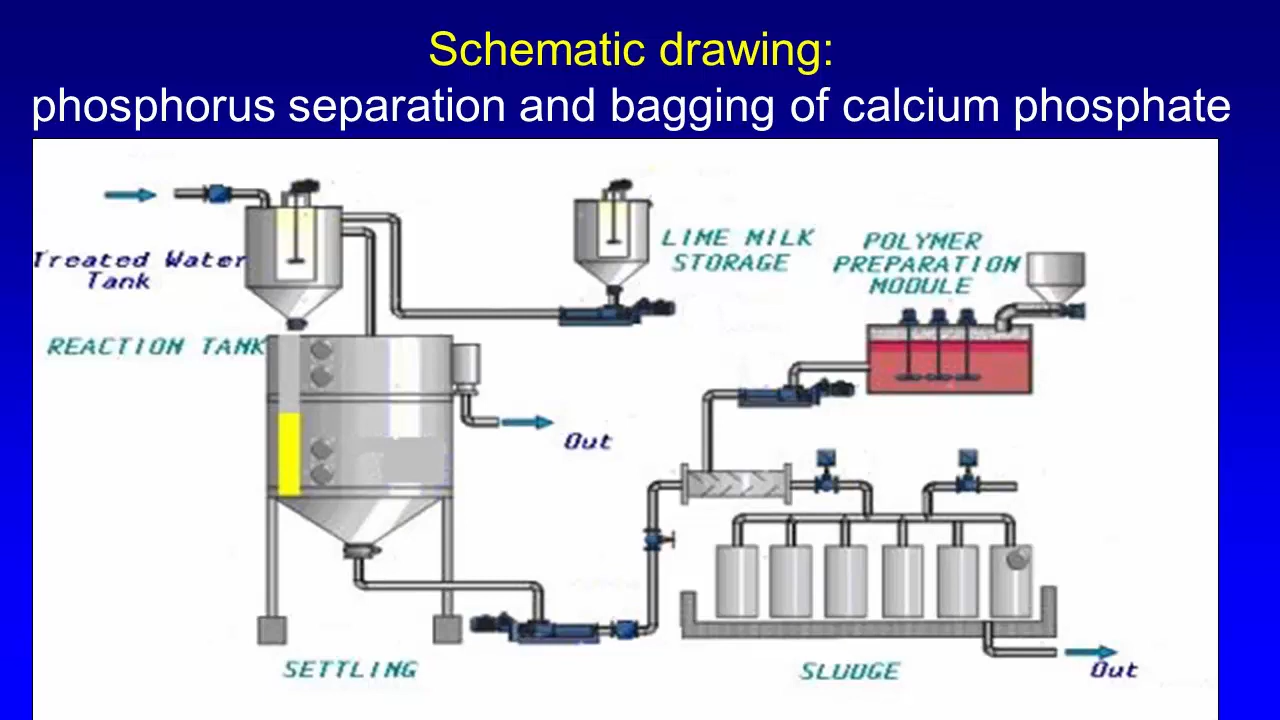 Schematic drawing:
phosphorus separation and bagging of calcium phosphate
Treated Water
Tank
LIME MILK
STORAGE
POLYMER
PREPARATION
MODULE
REACTION TANK
Out
SETTLING
SLUDGE
Out